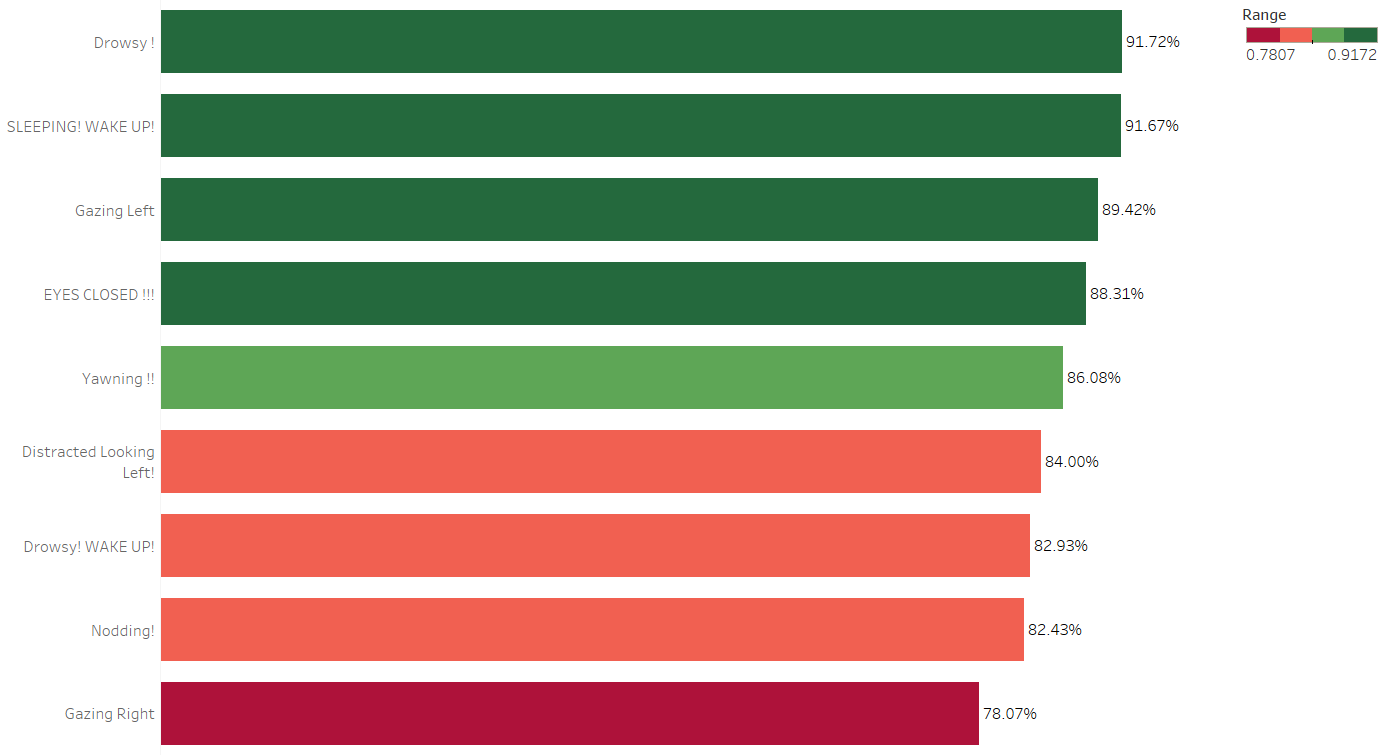 Range
0.7807 0.9172
Drowsy ! 91.72%
SLEEPING! WAKE UP! 91.67%
Gazing Left 89.42%
EYES CLOSED !!! 88.31%
Yawning !! 86.08%
Distracted Looking
Left! 84.00%
Drowsy! WAKE UP! 82.93%
Nodding! 82.43%
Gazing Right 78.07%